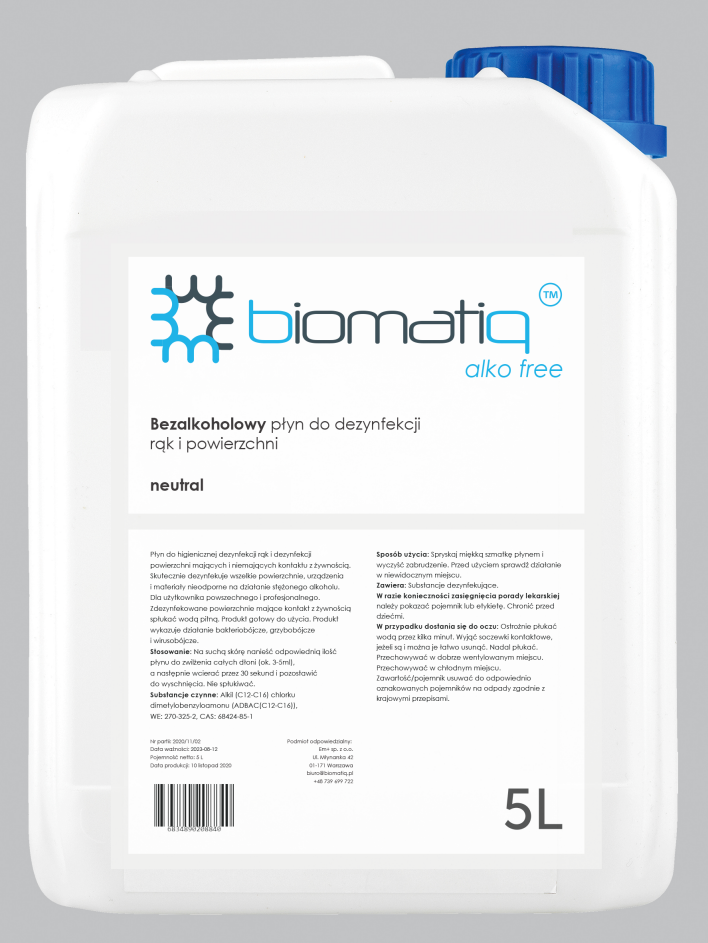 biomatiq
TM
alko free
Bezalkoholowy płyn do dezynfekcji
rąk i powierzchni
neutral
Płyn do higienicznej dezynfekcji rąk i dezynfekcji
powierzchni mających i niemających kontaktu z żywnością.
Skutecznie dezynfekuje wszelkie powierzchnie, urządzenia
i materiały nieodporne na działanie stężonego alkoholu.
Dla użytkownika powszechnego i profesjonalnego.
Zdezynfekowane powierzchnie mające kontakt z żywnością
spłukać wodą pitną. Produkt gotowy do użycia. Produkt
wykazuje działanie bakteriobójcze, grzybobójcze
i wirusobójcze.
Stosowanie: Na suchą skórę nanieść odpowiednią ilość
płynu do zwilżenia całych dłoni (ok. 3-5ml),
a następnie wcierać przez 30 sekund i pozostawić
do wyschnięcia. Nie spłukiwać.
Substancje czynne: Alkil (C12-C16) chlorku
dimetylobenzyloamonu (ADBAC(C12-C16)),
WE: 270-325-2, CAS: 68424-85-1
Nr partii: 2020/11/02
Data ważności: 2023-08-12
Pojemność netto: 5 L
Data produkcji: 10 listopad 2020
Podmiot odpowiedzialny:
Em+ sp. z o.o.
Ul. Młynarska 42
01-171 Warszawa
biuro@biomatiq.pl
+48 739 699 722
6834890208840
Sposób użycia: Spryskaj miękką szmatkę płynem i
wyczyść zabrudzenie. Przed użyciem sprawdź działanie
w niewidocznym miejscu.
Zawiera: Substancje dezynfekujące.
W razie konieczności zasięgnięcia porady lekarskiej
należy pokazać pojemnik lub etykietę. Chronić przed
dziećmi.
W przypadku dostania się do oczu: Ostrożnie płukać
wodą przez kilka minut. Wyjąć soczewki kontaktowe,
jeżeli są i można je łatwo usunąć. Nadal płukać.
Przechowywać w dobrze wentylowanym miejscu.
Przechowywać w chłodnym miejscu.
Zawartość/pojemnik usuwać do odpowiednio
oznakowanych pojemników na odpady zgodnie z
krajowymi przepisami.
5L